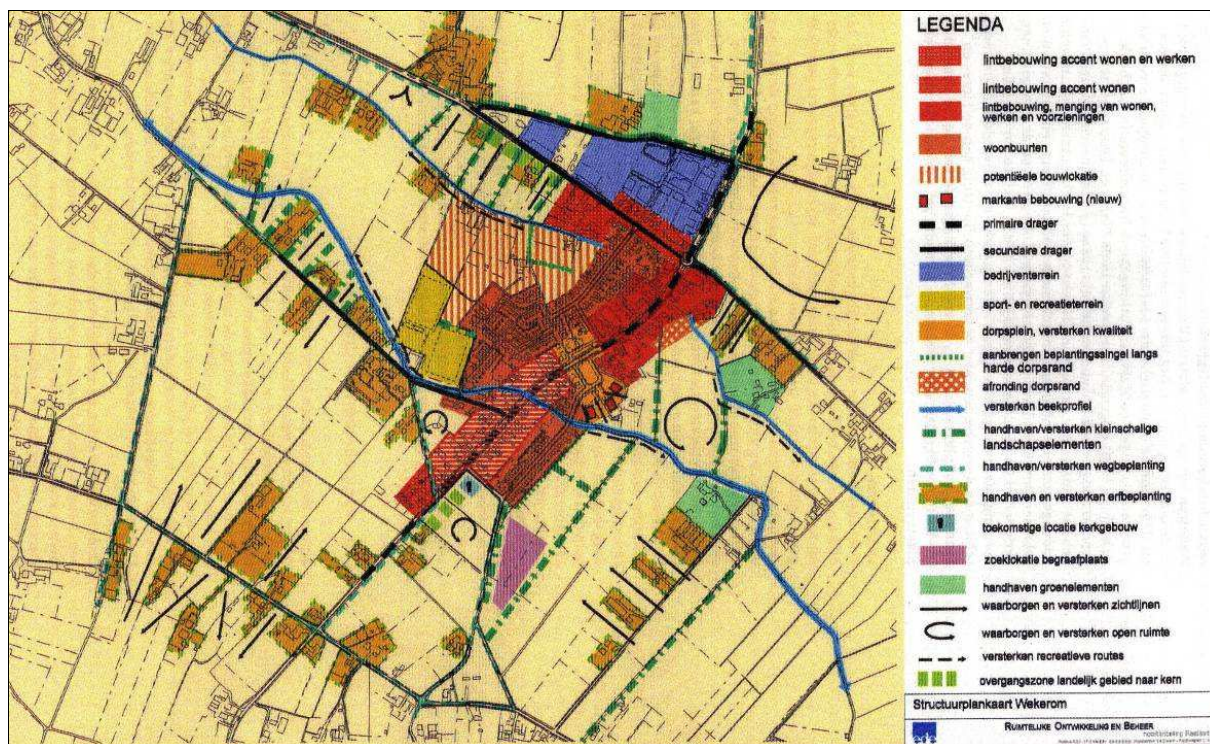 LEGENDA
lintbebouwing accent wonen en werken
lintbebouwing accent wonen
lintbebouwing, menging van wonen,
werken en voorzieningen
woonbuurten
potentiëele bouwlokatie
markante bebouwing (nieuw)
primaire drager
secundaire drager
bedrijventerrein
sport- en recreatieterrein
dorpsplein, versterken kwaliteit
aanbrengen beplantingssingel langs
harde dorpsrand
afronding dorpsrand
versterken beekprofiel
handhaven/versterken kleinschalige
landschapselementen
handhaven/versterken wegbeplanting
handhaven en versterken erfbeplanting
toekomstige locatie kerkgebouw
zoeklokatie begraafplaats
handhaven groenelementen
waarborgen en versterken zichtlijnen
waarborgen en versterken open ruimte
versterken recreatieve routes
overgangszone landelijk gebied naar kern
Structuurplankaart Wekerom
ede
RUIMTELIJKE ONTWIKKELING EN BEHEER